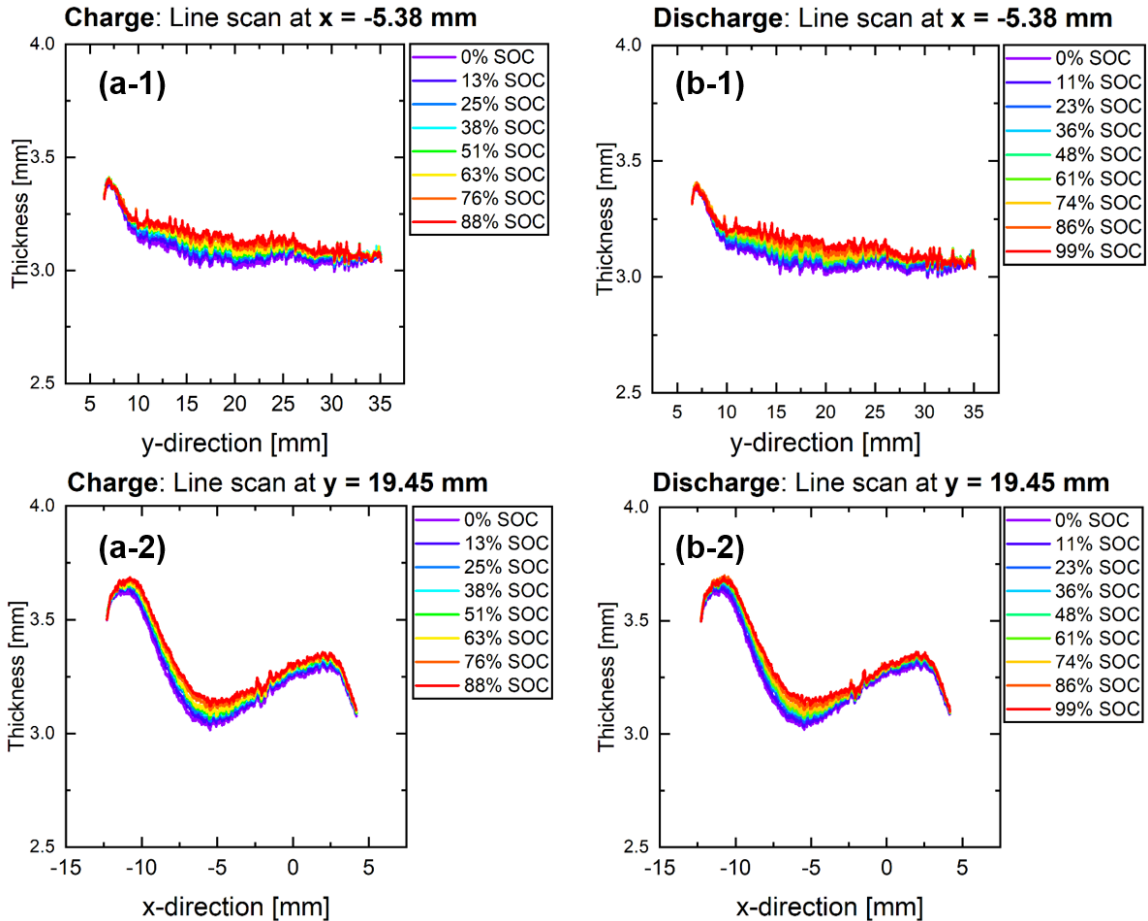 Charge: Line scan at x = -5.38 mm
4.0
3.5
3.0
2.5
Thickness [mm]
(a-1)
0% SOC
13% SOC
25% SOC
38% SOC
51% SOC
63% SOC
76% SOC
88% SOC
5 10 15 20 25 30 35
y-direction [mm]
Discharge: Line scan at x = -5.38 mm
4.0
3.5
3.0
2.5
Thickness [mm]
(b-1)
0% SOC
11% SOC
23% SOC
36% SOC
48% SOC
61% SOC
74% SOC
86% SOC
99% SOC
5 10 15 20 25 30 35
y-direction [mm]
Charge: Line scan at y = 19.45 mm
4.0
3.5
3.0
2.5
Thickness [mm]
(a-2)
0% SOC
13% SOC
25% SOC
38% SOC
51% SOC
63% SOC
76% SOC
88% SOC
-15 -10 -5 0 5
x-direction [mm]
Discharge: Line scan at y = 19.45 mm
4.0
3.5
3.0
2.5
Thickness [mm]
(b-2)
0% SOC
11% SOC
23% SOC
36% SOC
48% SOC
61% SOC
74% SOC
86% SOC
99% SOC
-15 -10 -5 0 5
x-direction [mm]